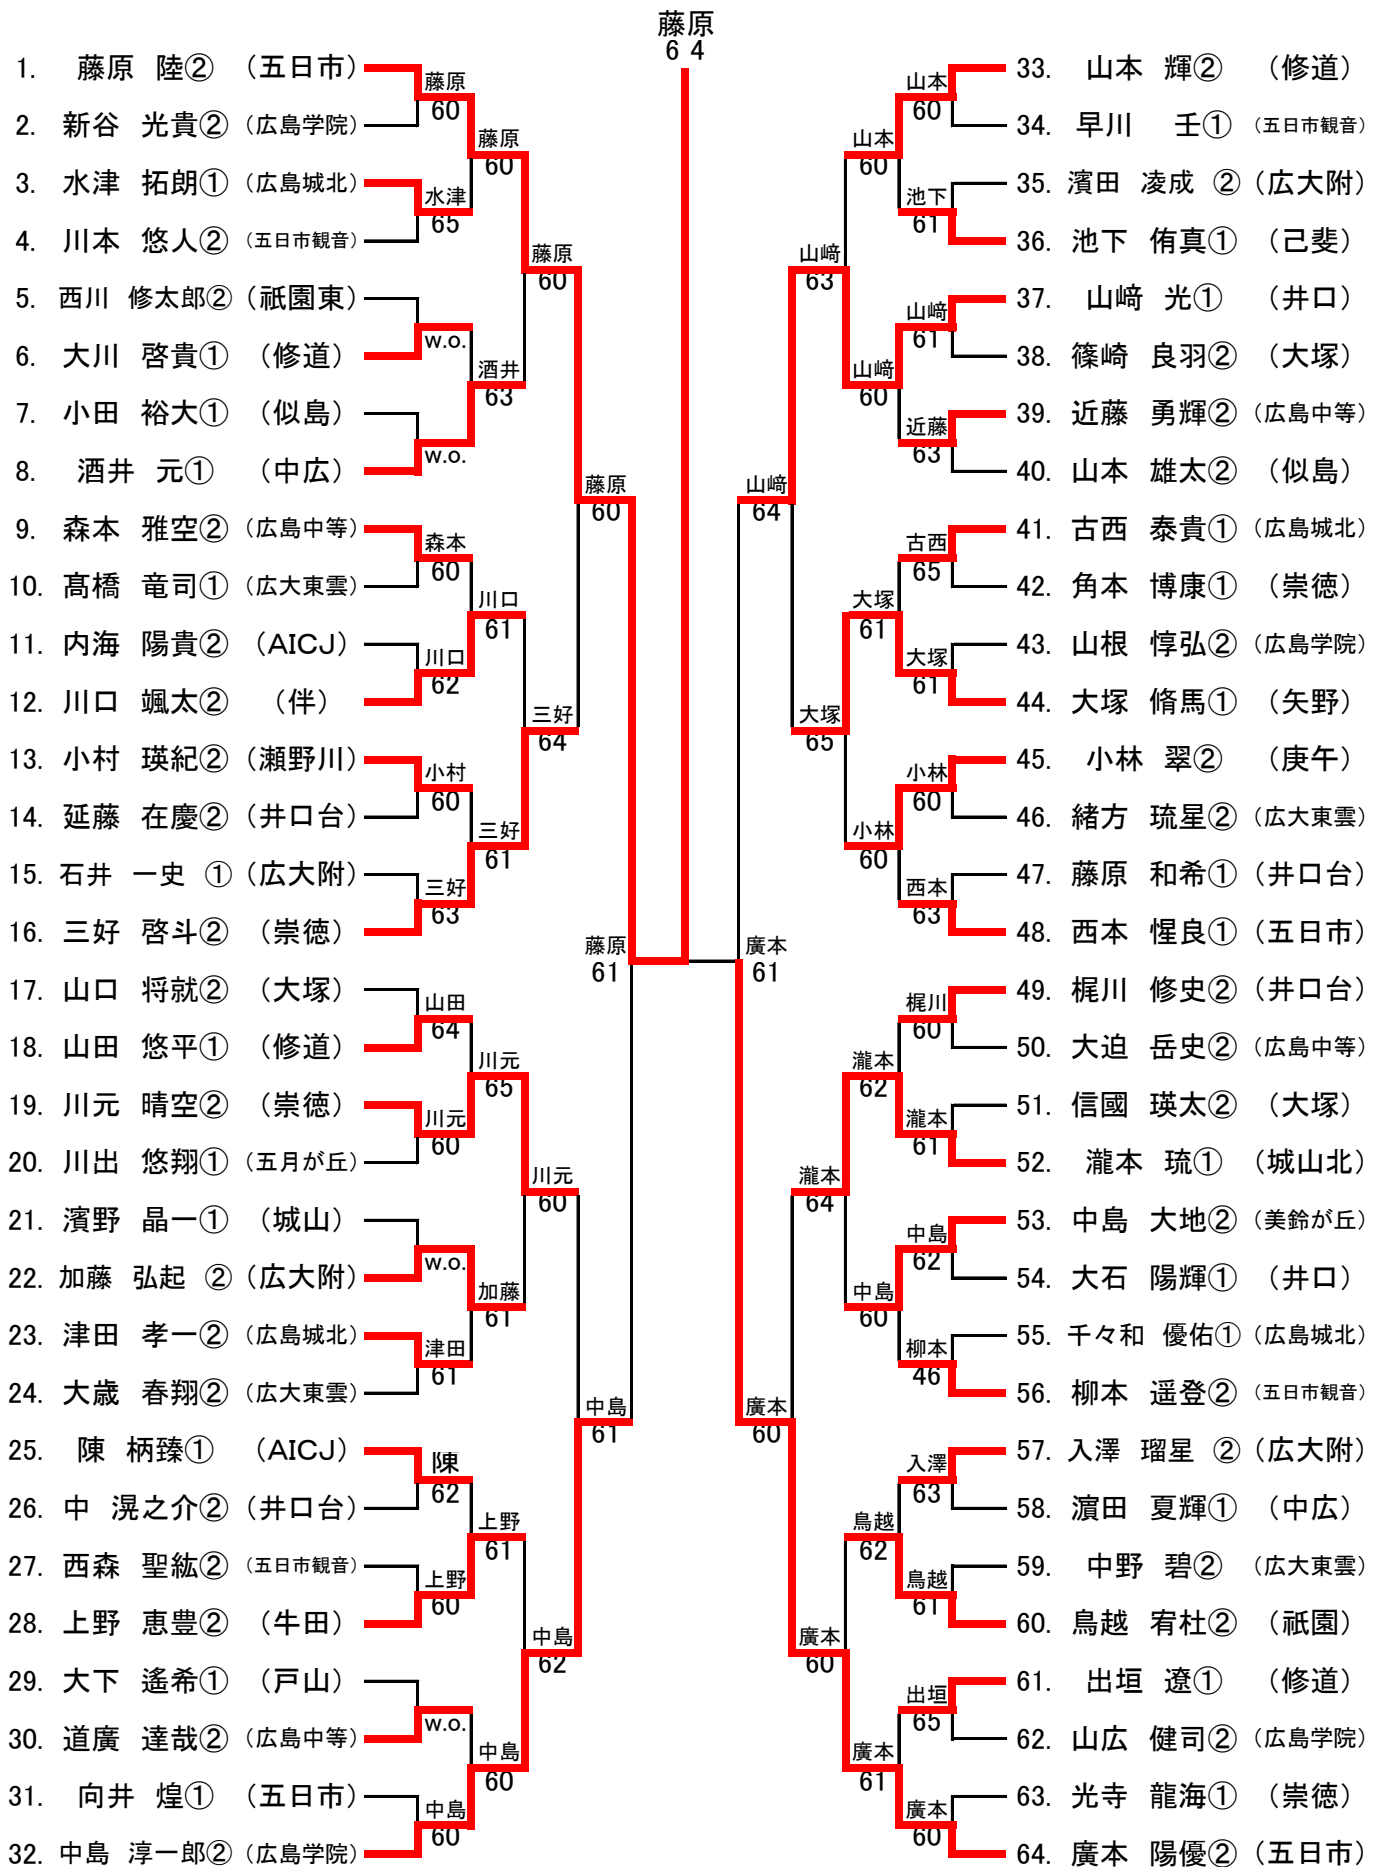 藤原
6 4
1. 藤原 陸② (五日市)
2. 新谷 光貴② (広島学院)
3. 水津 拓朗① (広島城北)
4. 川本 悠人② (五日市観音)
5. 西川 修太郎② (祇園東)
6. 大川 啓貴① (修道)
7. 小田 裕大① (似島)
8. 酒井 元① (中広)
9. 森本 雅空② (広島中等)
10. 髙橋 竜司① (広大東雲)
11. 内海 陽貴② (AICJ)
12. 川口 颯太② (伴)
13. 小村 瑛紀② (瀬野川)
14. 延藤 在慶② (井口台)
15. 石井 一史 ① (広大附)
16. 三好 啓斗② (崇徳)
17. 山口 将就② (大塚)
18. 山田 悠平① (修道)
19. 川元 晴空② (崇徳)
20. 川出 悠翔① (五月が丘)
21. 濱野 晶一① (城山)
22. 加藤 弘起 ② (広大附)
23. 津田 孝一② (広島城北)
24. 大歳 春翔② (広大東雲)
25. 陳 柄臻① (AICJ)
26. 中 滉之介② (井口台)
27. 西森 聖紘② (五日市観音)
28. 上野 恵豊② (牛田)
29. 大下 遙希① (戸山)
30. 道廣 達哉② (広島中等)
31. 向井 煌① (五日市)
32. 中島 淳一郎② (広島学院)
藤原
60
水津
65
w.o.
w.o.
森本
60
川口
62
小村
60
三好
63
山田
64
川元
60
w.o.
津田
61
陳
62
上野
60
w.o.
中島
60
藤原
60
酒井
63
川口
61
三好
61
川元
65
加藤
61
上野
61
中島
60
藤原
60
三好
64
川元
60
中島
62
藤原
60
中島
61
藤原
61
廣本
61
山﨑
64
廣本
60
山﨑
63
大塚
65
瀧本
64
廣本
60
山本
60
山﨑
60
大塚
61
小林
60
瀧本
62
中島
60
鳥越
62
廣本
61
山本
60
池下
61
山﨑
61
近藤
63
古西
65
大塚
61
小林
60
西本
63
梶川
60
瀧本
61
中島
62
柳本
46
入澤
63
鳥越
61
出垣
65
廣本
60
33. 山本 輝② (修道)
34. 早川 壬① (五日市観音)
35. 濱田 凌成 ② (広大附)
36. 池下 侑真① (己斐)
37. 山﨑 光① (井口)
38. 篠崎 良羽② (大塚)
39. 近藤 勇輝② (広島中等)
40. 山本 雄太② (似島)
41. 古西 泰貴① (広島城北)
42. 角本 博康① (崇徳)
43. 山根 惇弘② (広島学院)
44. 大塚 脩馬① (矢野)
45. 小林 翠② (庚午)
46. 緒方 琉星② (広大東雲)
47. 藤原 和希① (井口台)
48. 西本 惺良① (五日市)
49. 梶川 修史② (井口台)
50. 大迫 岳史② (広島中等)
51. 信國 瑛太② (大塚)
52. 瀧本 琉① (城山北)
53. 中島 大地② (美鈴が丘)
54. 大石 陽輝① (井口)
55. 千々和 優佑① (広島城北)
56. 柳本 遥登② (五日市観音)
57. 入澤 瑠星 ② (広大附)
58. 濵田 夏輝① (中広)
59. 中野 碧② (広大東雲)
60. 鳥越 宥杜② (祇園)
61. 出垣 遼① (修道)
62. 山広 健司② (広島学院)
63. 光寺 龍海① (崇徳)
64. 廣本 陽優② (五日市)